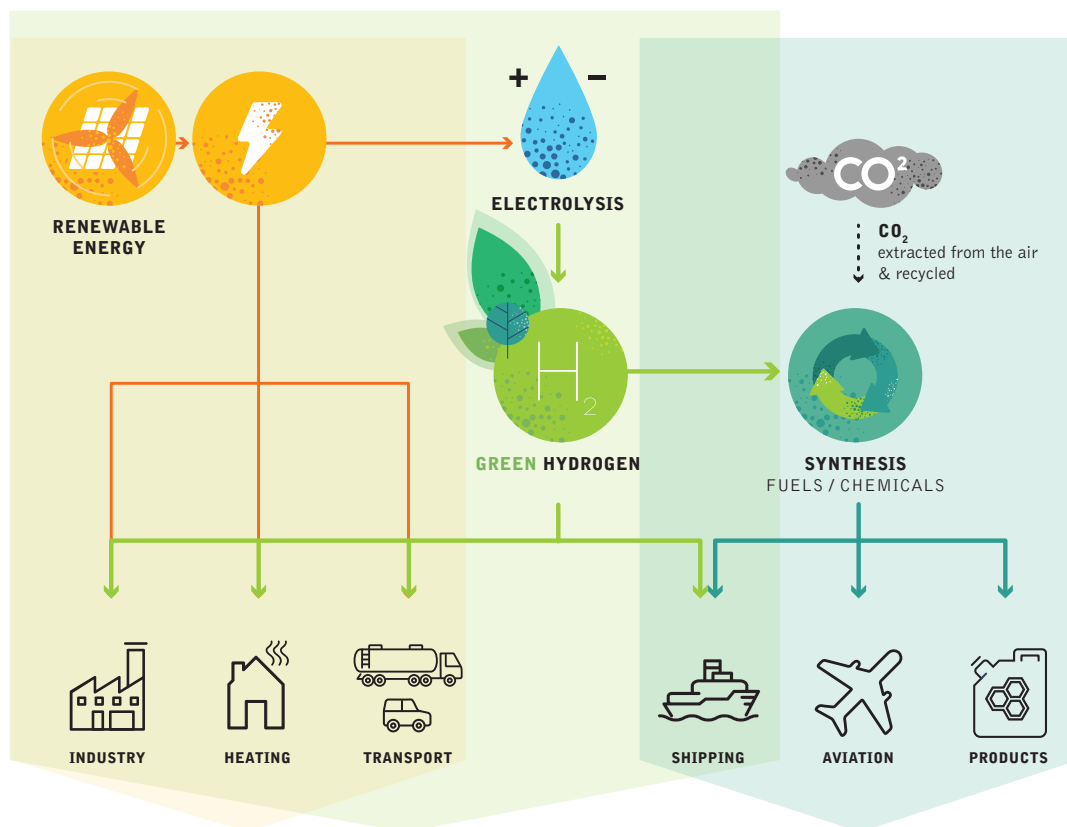 + −
CO²
RENEWABLE
ENERGY
ELECTROLYSIS
CO₂
extracted from the air
& recycled
H₂
GREEN HYDROGEN
SYNTHESIS
FUELS / CHEMICALS
INDUSTRY
HEATING
TRANSPORT
SHIPPING
AVIATION
PRODUCTS